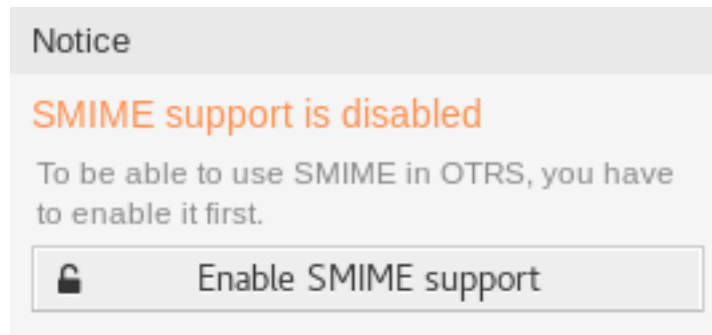 Notice
SMIME support is disabled
To be able to use SMIME in OTRS, you have
to enable it first.
Enable SMIME support